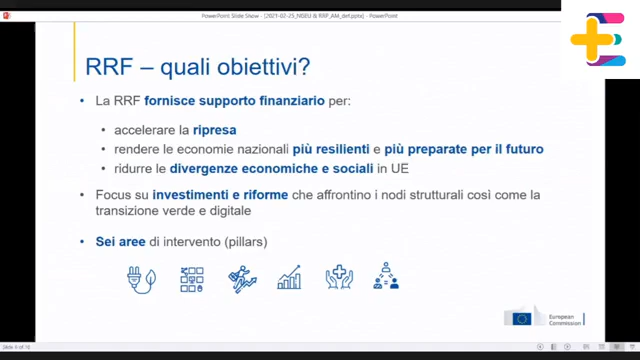 PowerPoint Slide Show - [2021-02-25_NGEU & RRF_AM_def.pptx] - PowerPoint
RRF – quali obiettivi?
• La RRF fornisce supporto finanziario per:
• accelerare la ripresa
• rendere le economie nazionali più resilienti e più preparate per il futuro
• ridurre le divergenze economiche e sociali in UE
• Focus su investimenti e riforme che affrontino i nodi strutturali così come la
transizione verde e digitale
• Sei aree di intervento (pillars)
European
Commission